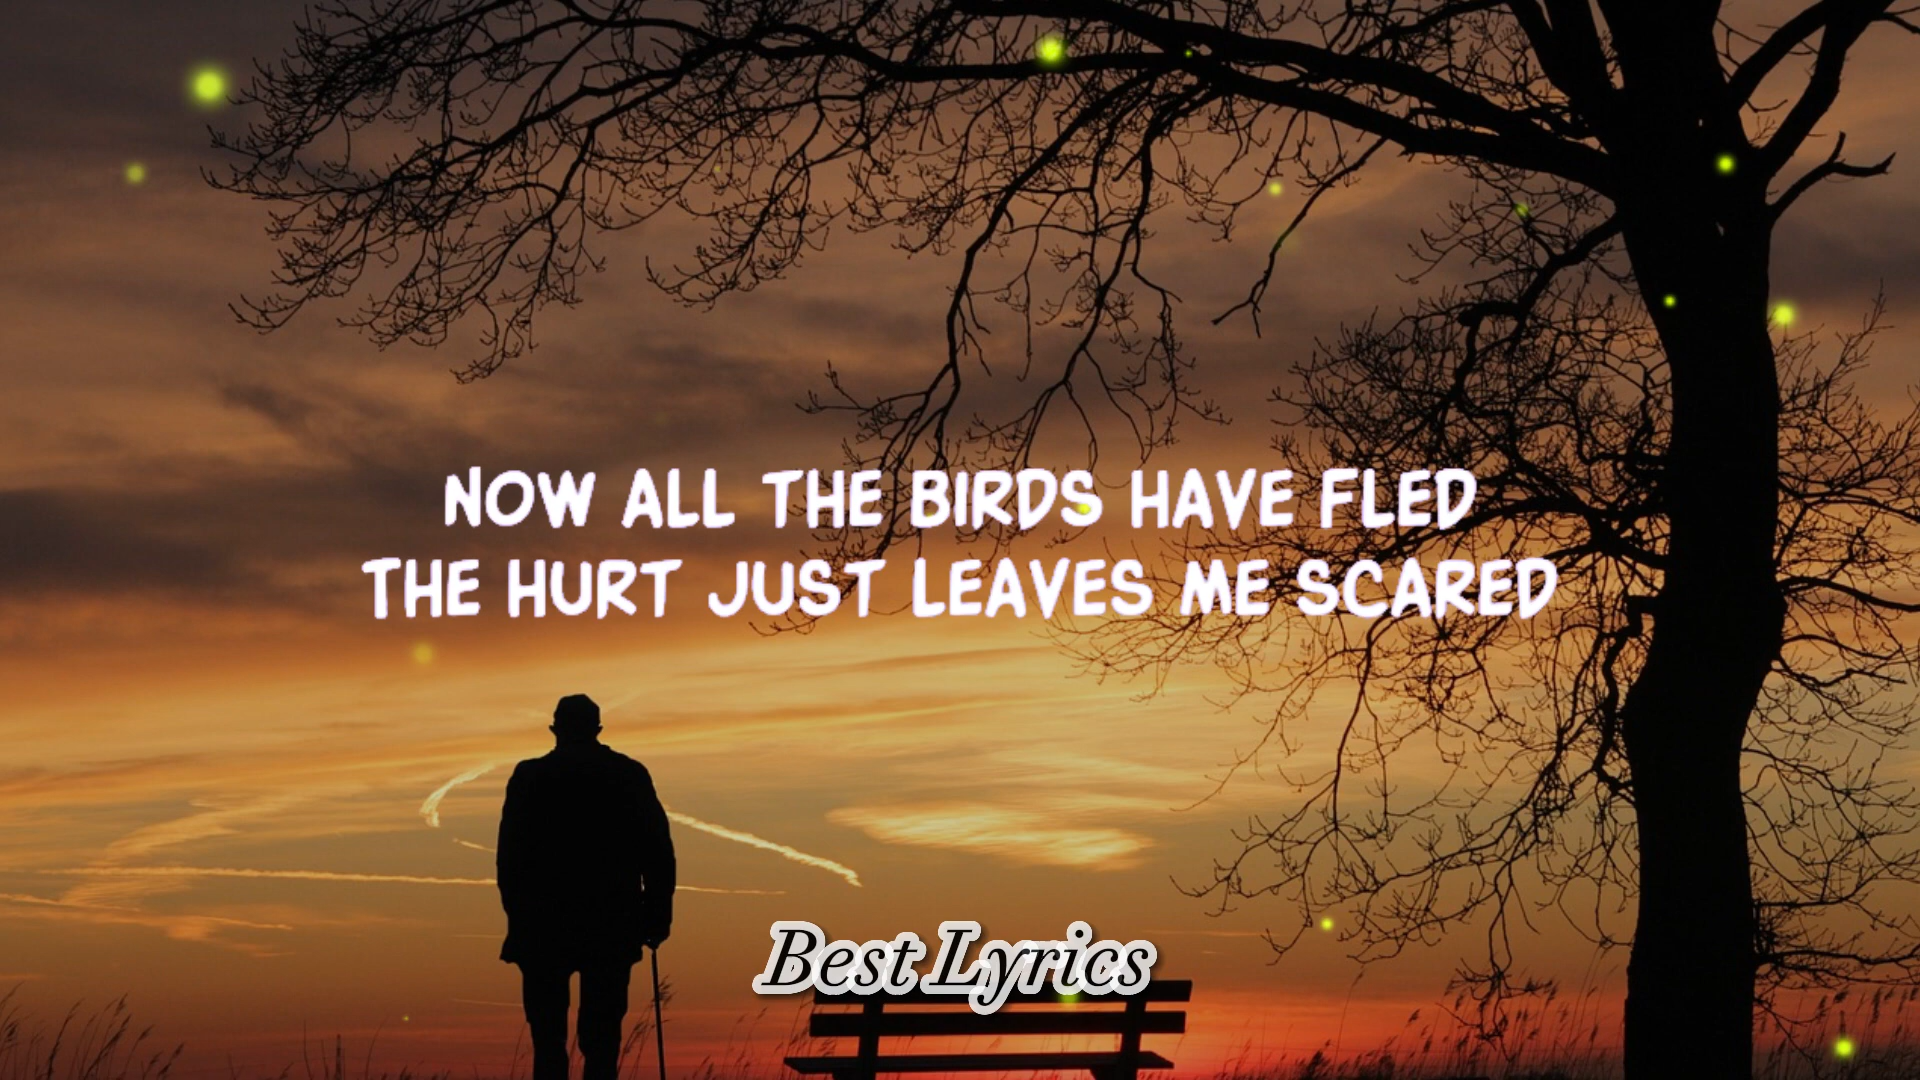 NOW ALL THE BIRDS HAVE FLED
THE HURT JUST LEAVES ME SCARED
Best Lyrics